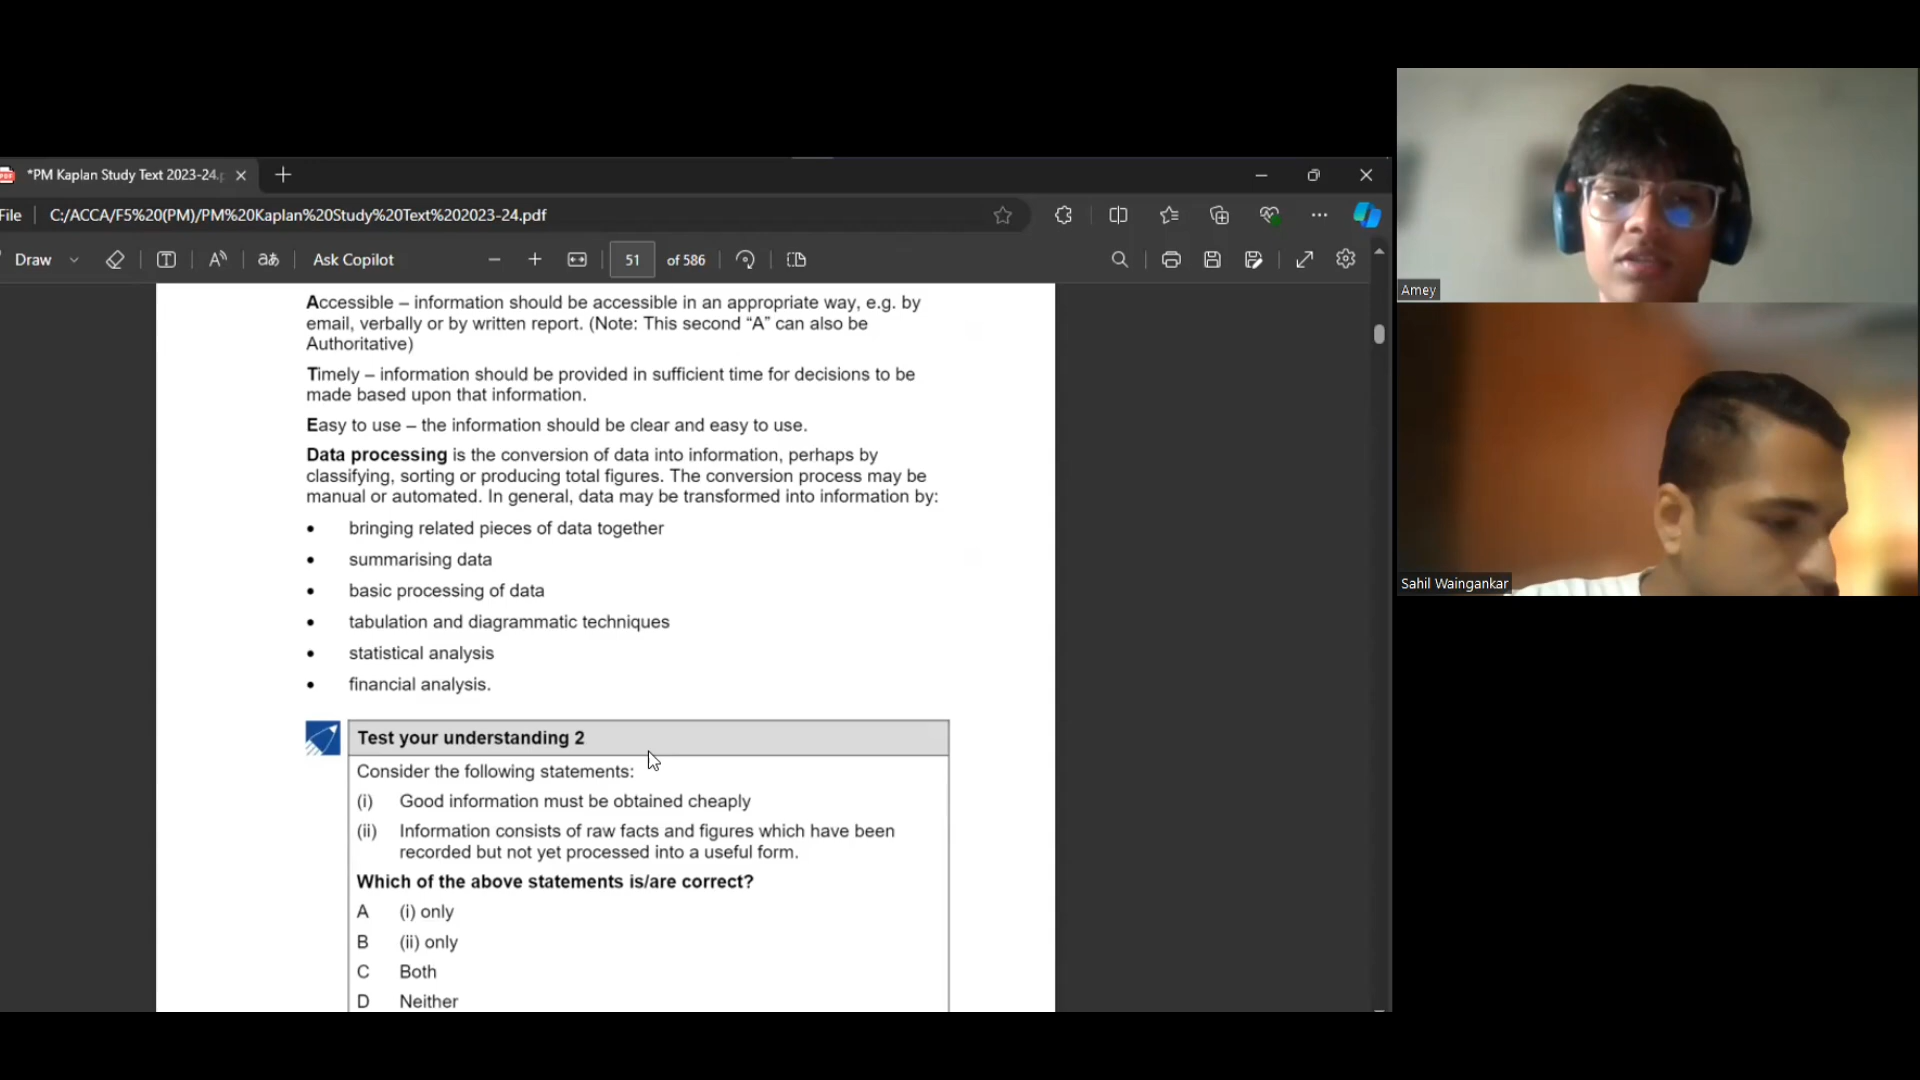 *PM Kaplan Study Text 2023-24.
File
C:/ACCA/F5%20(PM)/PM%20Kaplan%20Study%20Text%202023-24.pdf
Draw
aあ
Ask Copilot
51 of 586
Accessible – information should be accessible in an appropriate way, e.g. by
email, verbally or by written report. (Note: This second “A” can also be
Authoritative)
Timely – information should be provided in sufficient time for decisions to be
made based upon that information.
Easy to use – the information should be clear and easy to use.
Data processing is the conversion of data into information, perhaps by
classifying, sorting or producing total figures. The conversion process may be
manual or automated. In general, data may be transformed into information by:
• bringing related pieces of data together
• summarising data
• basic processing of data
• tabulation and diagrammatic techniques
• statistical analysis
• financial analysis.
Test your understanding 2
Consider the following statements:
(i) Good information must be obtained cheaply
(ii) Information consists of raw facts and figures which have been
recorded but not yet processed into a useful form.
Which of the above statements is/are correct?
A (i) only
B (ii) only
C Both
D Neither
Amey
Sahil Waingankar